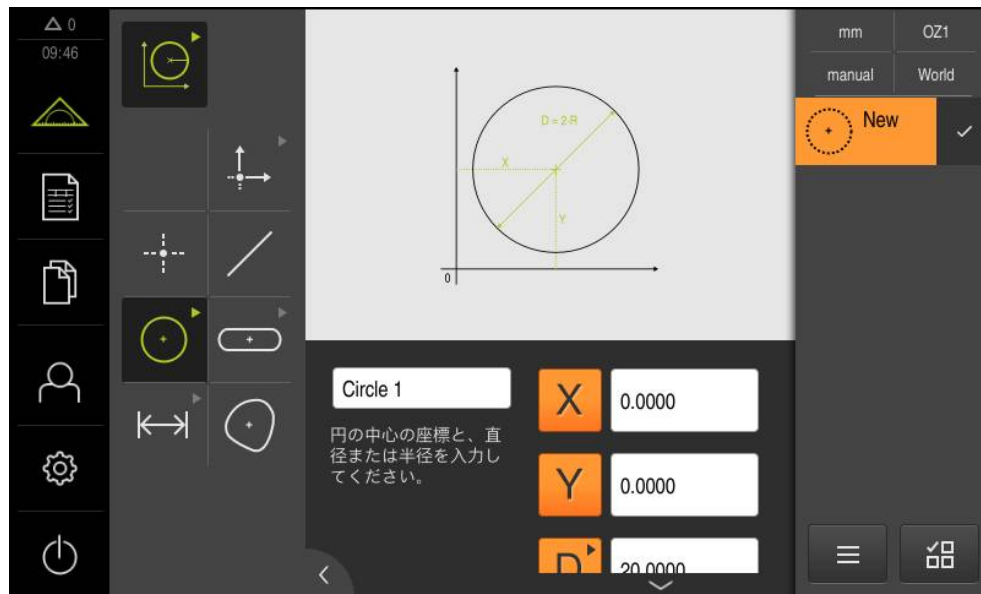 0
09:46
D=2·R
X
Y
0
mm
OZ1
manual
World
New
Circle 1
円の中心の座標と、直
径または半径を入力し
てください。
X
0.0000
Y
0.0000
D
20.0000